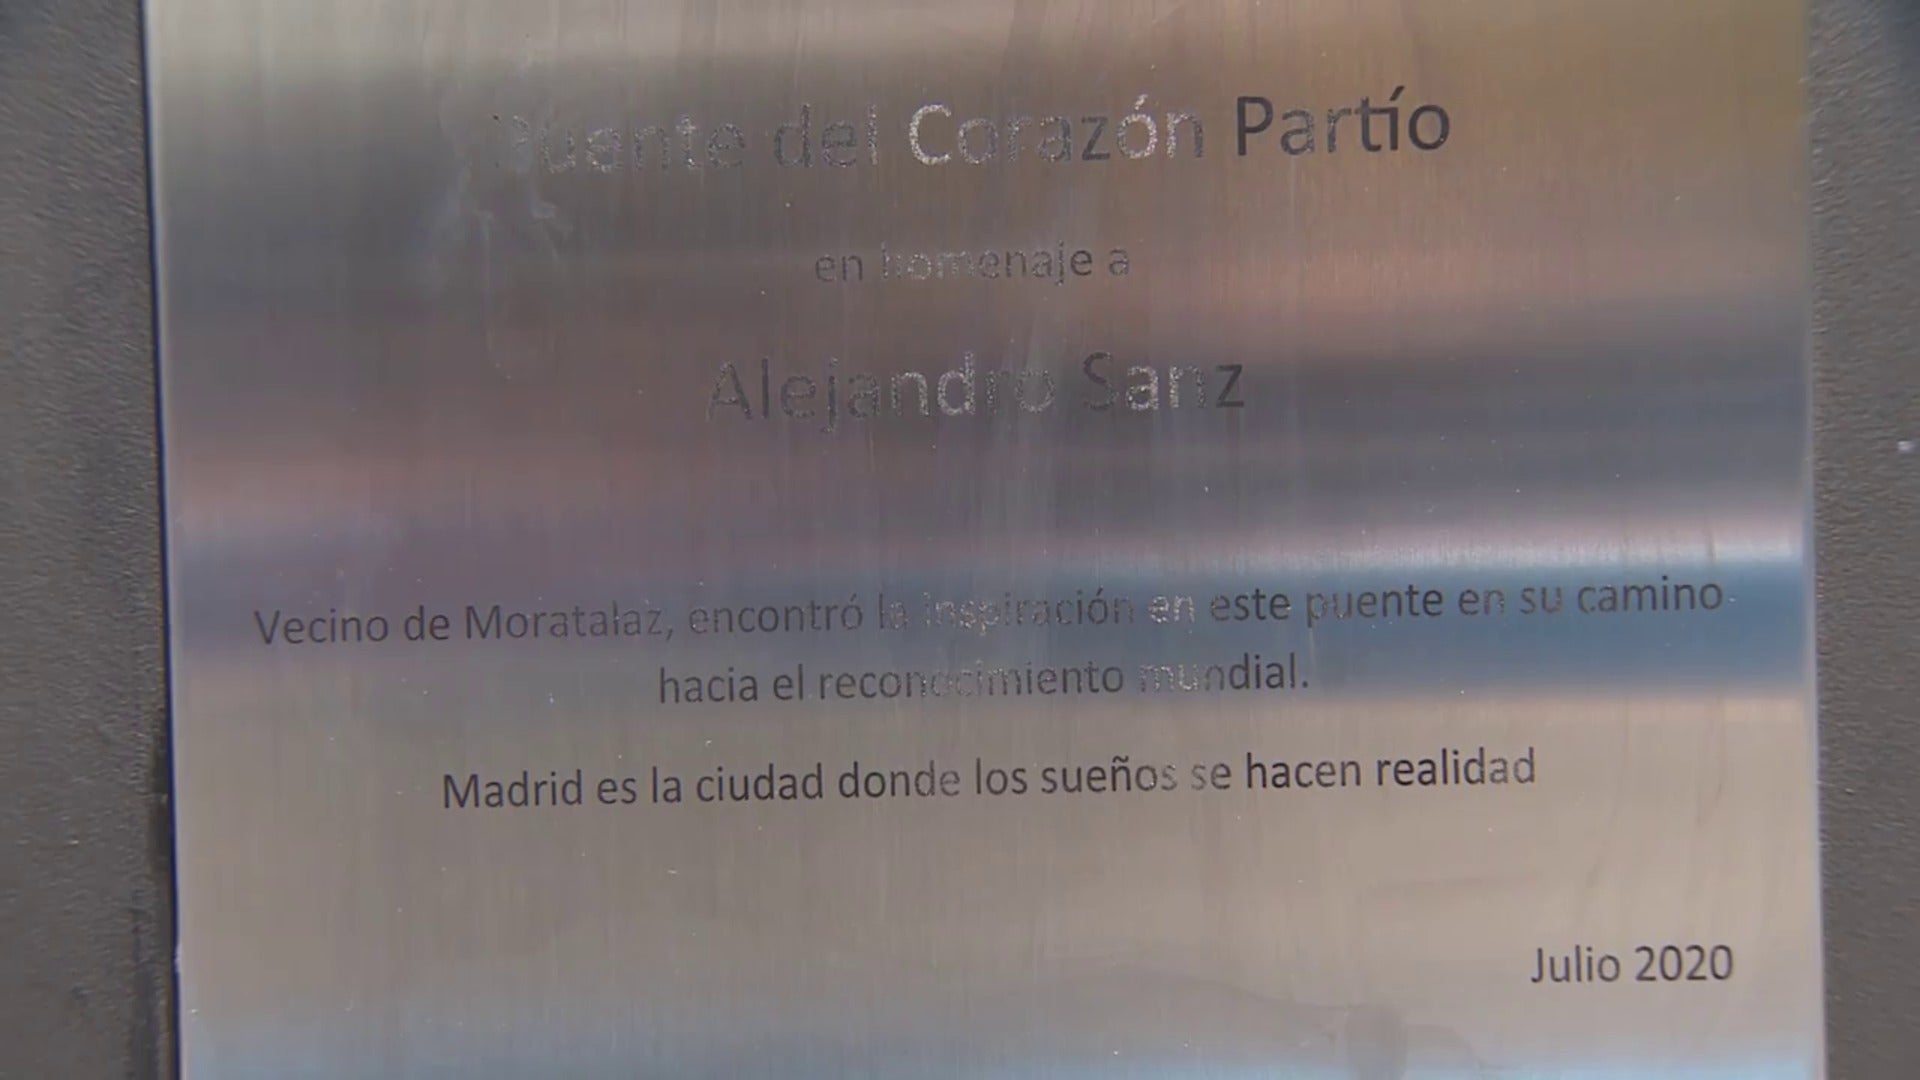 Puente del Corazón Partío
en homenaje a
Alejandro Sanz
Vecino de Moratalaz, encontró la inspiración en este puente en su camino
hacia el reconocimiento mundial.
Madrid es la ciudad donde los sueños se hacen realidad
Julio 2020